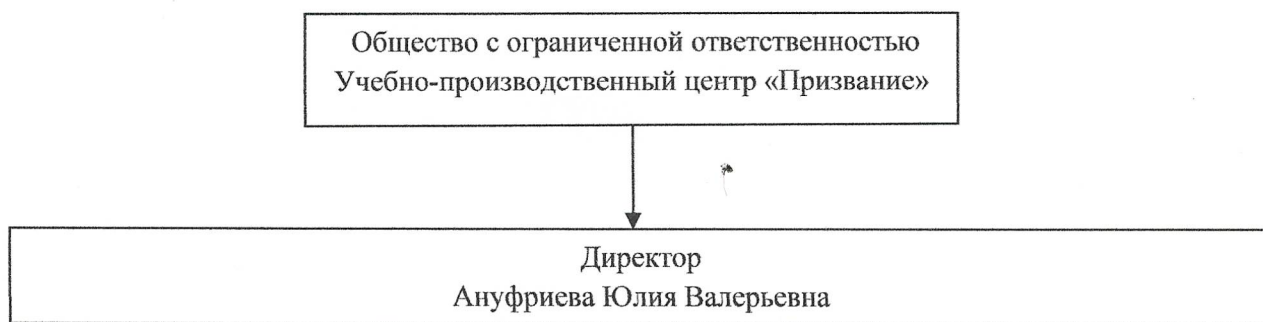 Общество с ограниченной ответственностью
Учебно-производственный центр «Призвание»
Директор
Ануфриева Юлия Валерьевна